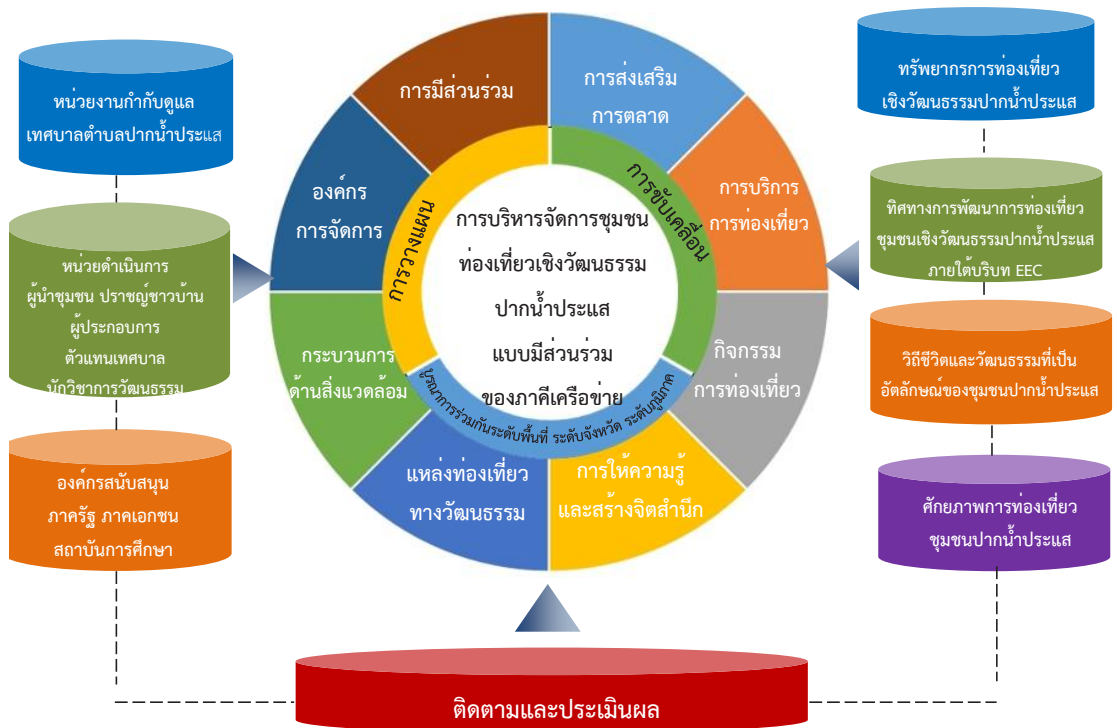 หน่วยงานกำกับดูแล
เทศบาลตำบลปากน้ำประแส
หน่วยดำเนินการ
ผู้นำชุมชน ปราชญ์ชาวบ้าน
ผู้ประกอบการ
ตัวแทนเทศบาล
นักวิชาการวัฒนธรรม
องค์กรสนับสนุน
ภาครัฐ ภาคเอกชน
สถาบันการศึกษา
การมีส่วนร่วม
การส่งเสริม
การตลาด
องค์กร
การจัดการ
การบริการ
การท่องเที่ยว
กระบวนการ
ด้านสิ่งแวดล้อม
กิจกรรม
การท่องเที่ยว
แหล่งท่องเที่ยว
ทางวัฒนธรรม
การให้ความรู้
และสร้างจิตสำนึก
การวางแผน
การขับเคลื่อน
บูรณาการร่วมกันระดับพื้นที่ ระดับจังหวัด ระดับภูมิภาค
การบริหารจัดการชุมชน
ท่องเที่ยวเชิงวัฒนธรรม
ปากน้ำประแส
แบบมีส่วนร่วม
ของภาคีเครือข่าย
ทรัพยากรการท่องเที่ยว
เชิงวัฒนธรรมปากน้ำประแส
ทิศทางการพัฒนาการท่องเที่ยว
ชุมชนเชิงวัฒนธรรมปากน้ำประแส
ภายใต้บริบท EEC
วิถีชีวิตและวัฒนธรรมที่เป็น
อัตลักษณ์ของชุมชนปากน้ำประแส
ศักยภาพการท่องเที่ยว
ชุมชนปากน้ำประแส
ติดตามและประเมินผล